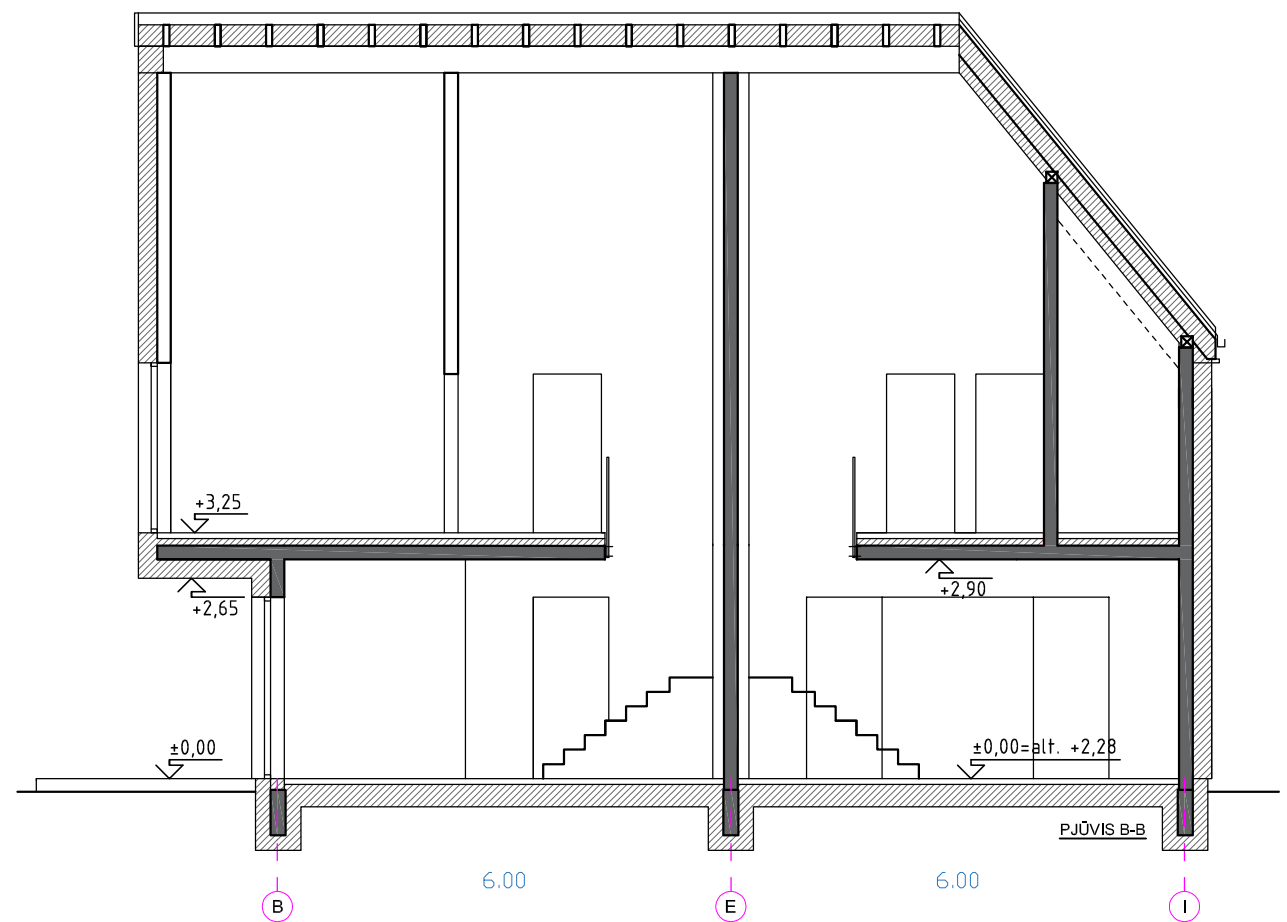 +3,25
+2,65
+2,90
±0,00
±0,00=alt. +2,28
PJŪVIS B-B
6.00
6.00
B
E
I